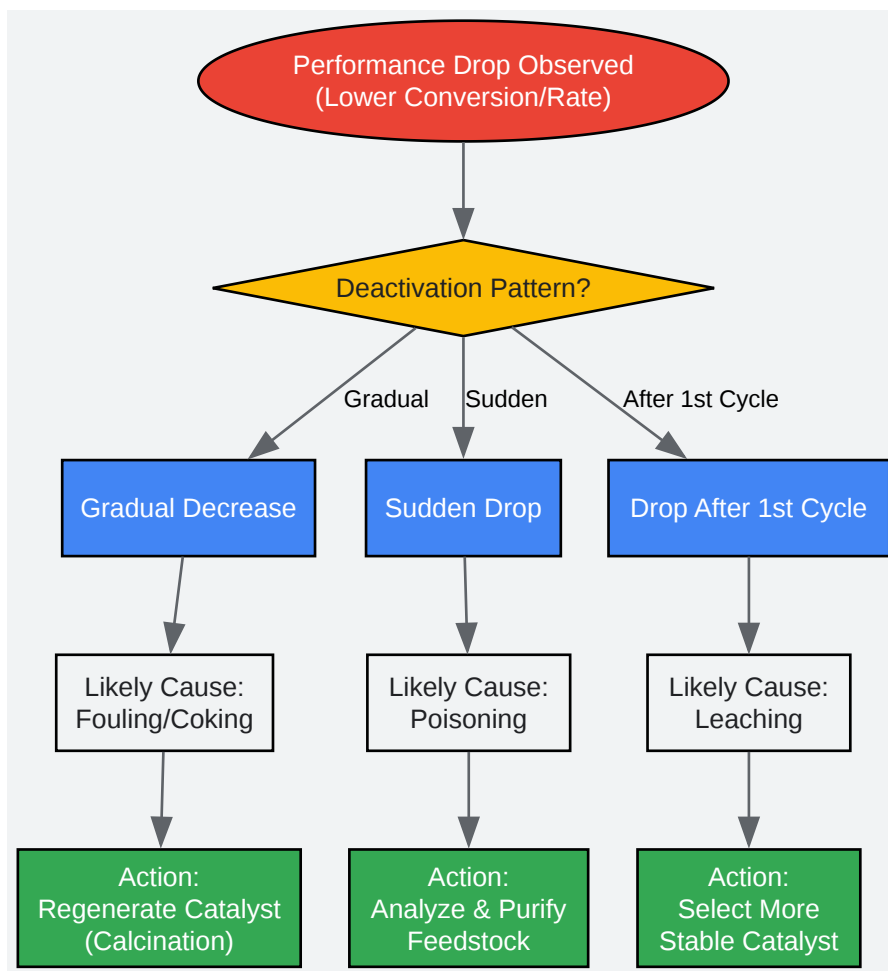 Performance Drop Observed
(Lower Conversion/Rate)
Deactivation Pattern?
Gradual
Sudden
After 1st Cycle
Gradual Decrease
Sudden Drop
Drop After 1st Cycle
Likely Cause:
Fouling/Coking
Likely Cause:
Poisoning
Likely Cause:
Leaching
Action:
Regenerate Catalyst
(Calcination)
Action:
Analyze & Purify
Feedstock
Action:
Select More
Stable Catalyst